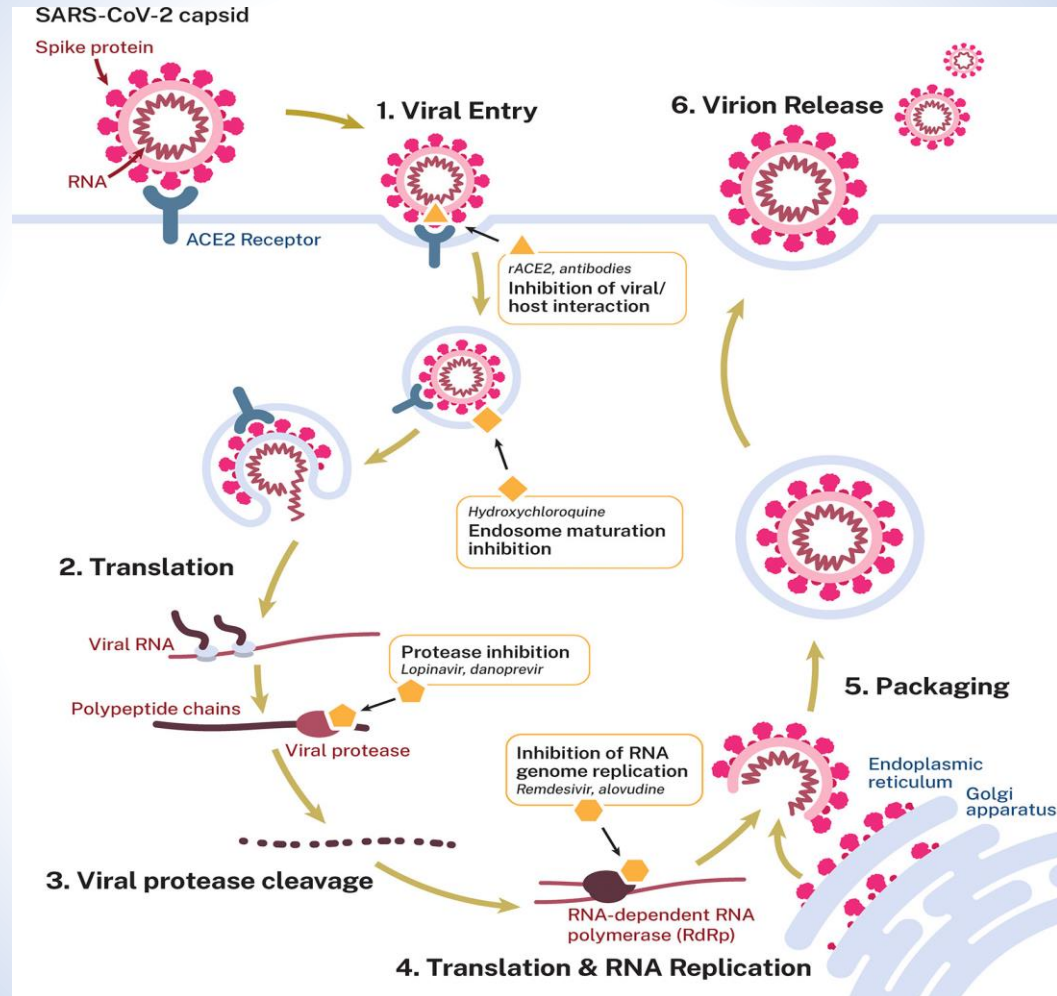 SARS-CoV-2 capsid
Spike protein
RNA
ACE2 Receptor
1. Viral Entry
rACE2, antibodies
Inhibition of viral/
host interaction
Hydroxychloroquine
Endosome maturation
inhibition
2. Translation
Viral RNA
Polypeptide chains
Viral protease
Protease inhibition
Lopinavir, danoprevir
3. Viral protease cleavage
Inhibition of RNA
genome replication
Remdesivir, alovudine
RNA-dependent RNA
polymerase (RdRp)
4. Translation & RNA Replication
5. Packaging
Endoplasmic
reticulum
Golgi
apparatus
6. Virion Release